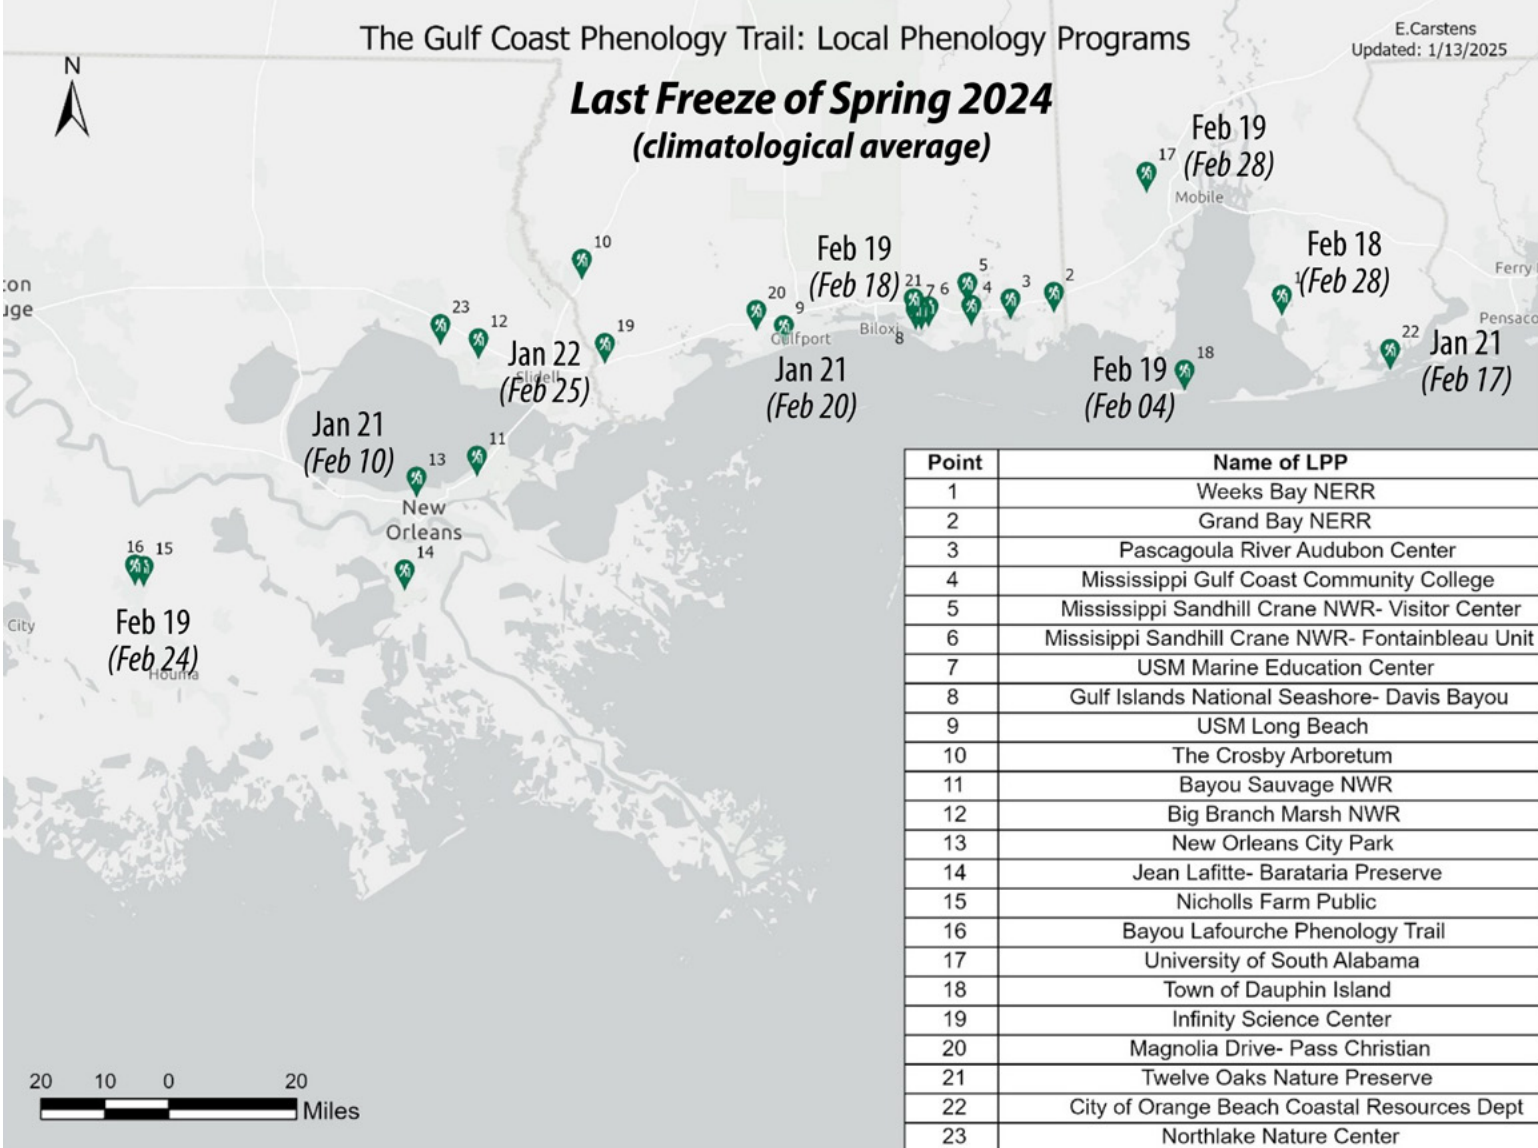 The Gulf Coast Phenology Trail: Local Phenology Programs
E.Carstens
Updated: 1/13/2025
N
Last Freeze of Spring 2024
(climatological average)
Feb 19
(Feb 28)
17
Mobile
10
Feb 19
(Feb 18)
Feb 18
(Feb 28)
1
5
21
7
6
4
3
2
20
9
Gulfport
Biloxi
8
23
12
19
Jan 22
(Feb 25)
Slidell
Jan 21
(Feb 20)
Feb 19
(Feb 04)
18
22
Jan 21
(Feb 17)
Ferry
Pensaco
ton
uge
Jan 21
(Feb 10)
13
11
New
Orleans
14
16
15
Feb 19
(Feb 24)
Houma
City
Point Name of LPP
1 Weeks Bay NERR
2 Grand Bay NERR
3 Pascagoula River Audubon Center
4 Mississippi Gulf Coast Community College
5 Mississippi Sandhill Crane NWR- Visitor Center
6 Missisippi Sandhill Crane NWR- Fontainbleau Unit
7 USM Marine Education Center
8 Gulf Islands National Seashore- Davis Bayou
9 USM Long Beach
10 The Crosby Arboretum
11 Bayou Sauvage NWR
12 Big Branch Marsh NWR
13 New Orleans City Park
14 Jean Lafitte- Barataria Preserve
15 Nicholls Farm Public
16 Bayou Lafourche Phenology Trail
17 University of South Alabama
18 Town of Dauphin Island
19 Infinity Science Center
20 Magnolia Drive- Pass Christian
21 Twelve Oaks Nature Preserve
22 City of Orange Beach Coastal Resources Dept
23 Northlake Nature Center
20 10 0 20
Miles